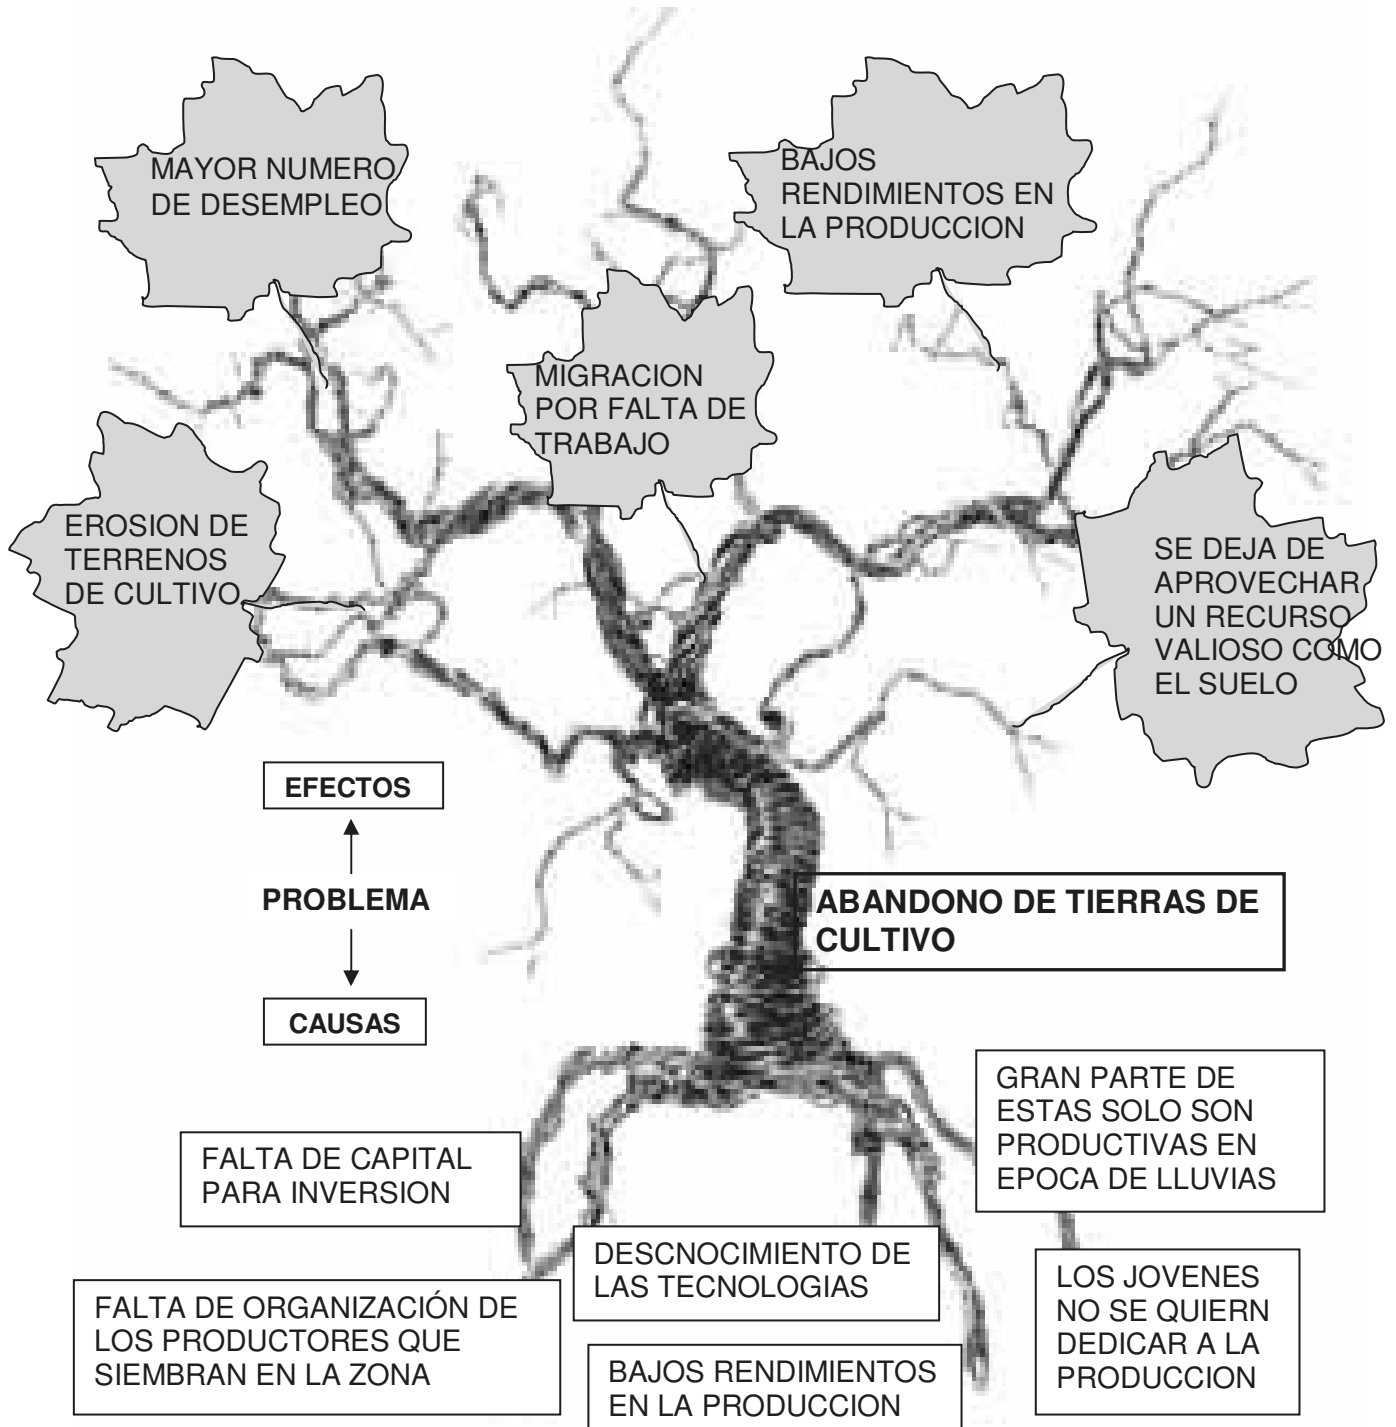 MAYOR NUMERO
DE DESEMPLEO
BAJOS
RENDIMIENTOS EN
LA PRODUCCION
MIGRACION
POR FALTA DE
TRABAJO
EROSION DE
TERRENOS
DE CULTIVO
SE DEJA DE
APROVECHAR
UN RECURSO
VALIOSO COMO
EL SUELO
EFECTOS
PROBLEMA
CAUSAS
ABANDONO DE TIERRAS DE
CULTIVO
GRAN PARTE DE
ESTAS SOLO SON
PRODUCTIVAS EN
EPOCA DE LLUVIAS
FALTA DE CAPITAL
PARA INVERSION
DESCNOCIMIENTO DE
LAS TECNOLOGIAS
LOS JOVENES
NO SE QUIERN
DEDICAR A LA
PRODUCCION
FALTA DE ORGANIZACIÓN DE
LOS PRODUCTORES QUE
SIEMBRAN EN LA ZONA
BAJOS RENDIMIENTOS
EN LA PRODUCCION